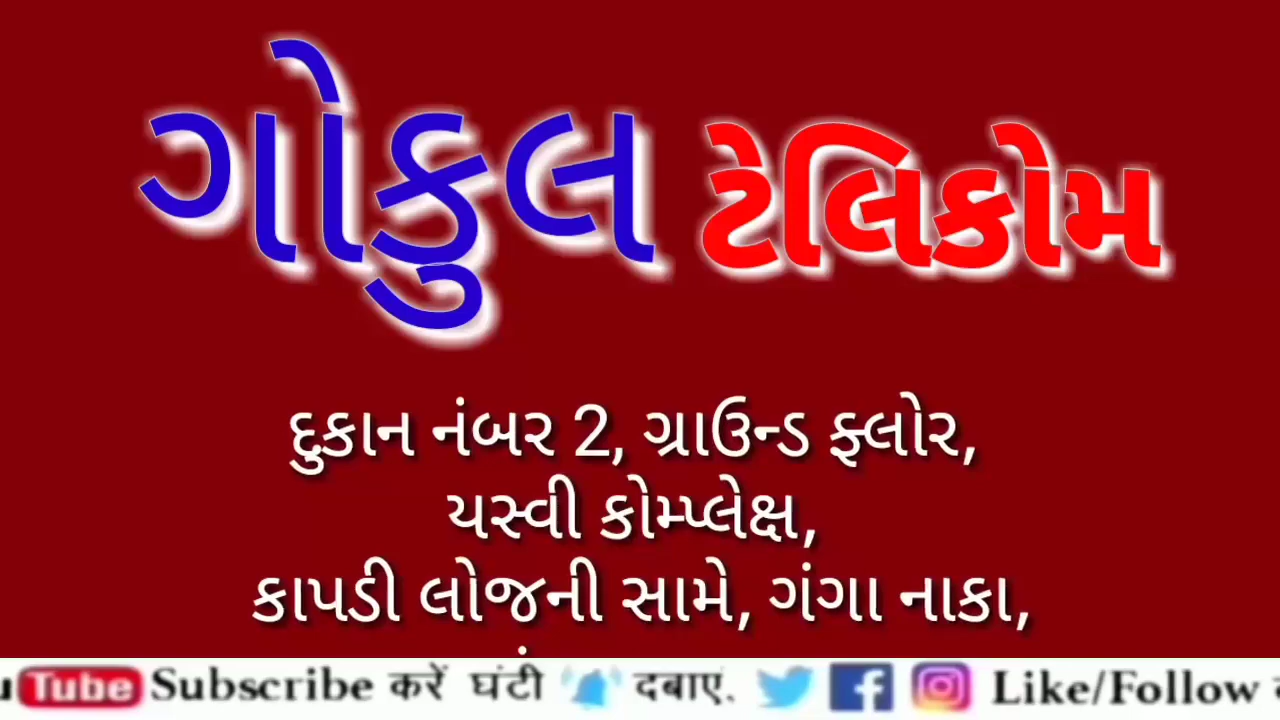 ગોકુલ ટેલિકોમ
દુકાન નંબર 2, ગ્રાઉન્ડ ફ્લોર,
યસ્વી કોમ્પ્લેક્ષ,
કાપડી લોજની સામે, ગંગા નાકા,
Tube Subscribe करें घंटी दबाएं. Like/Follow